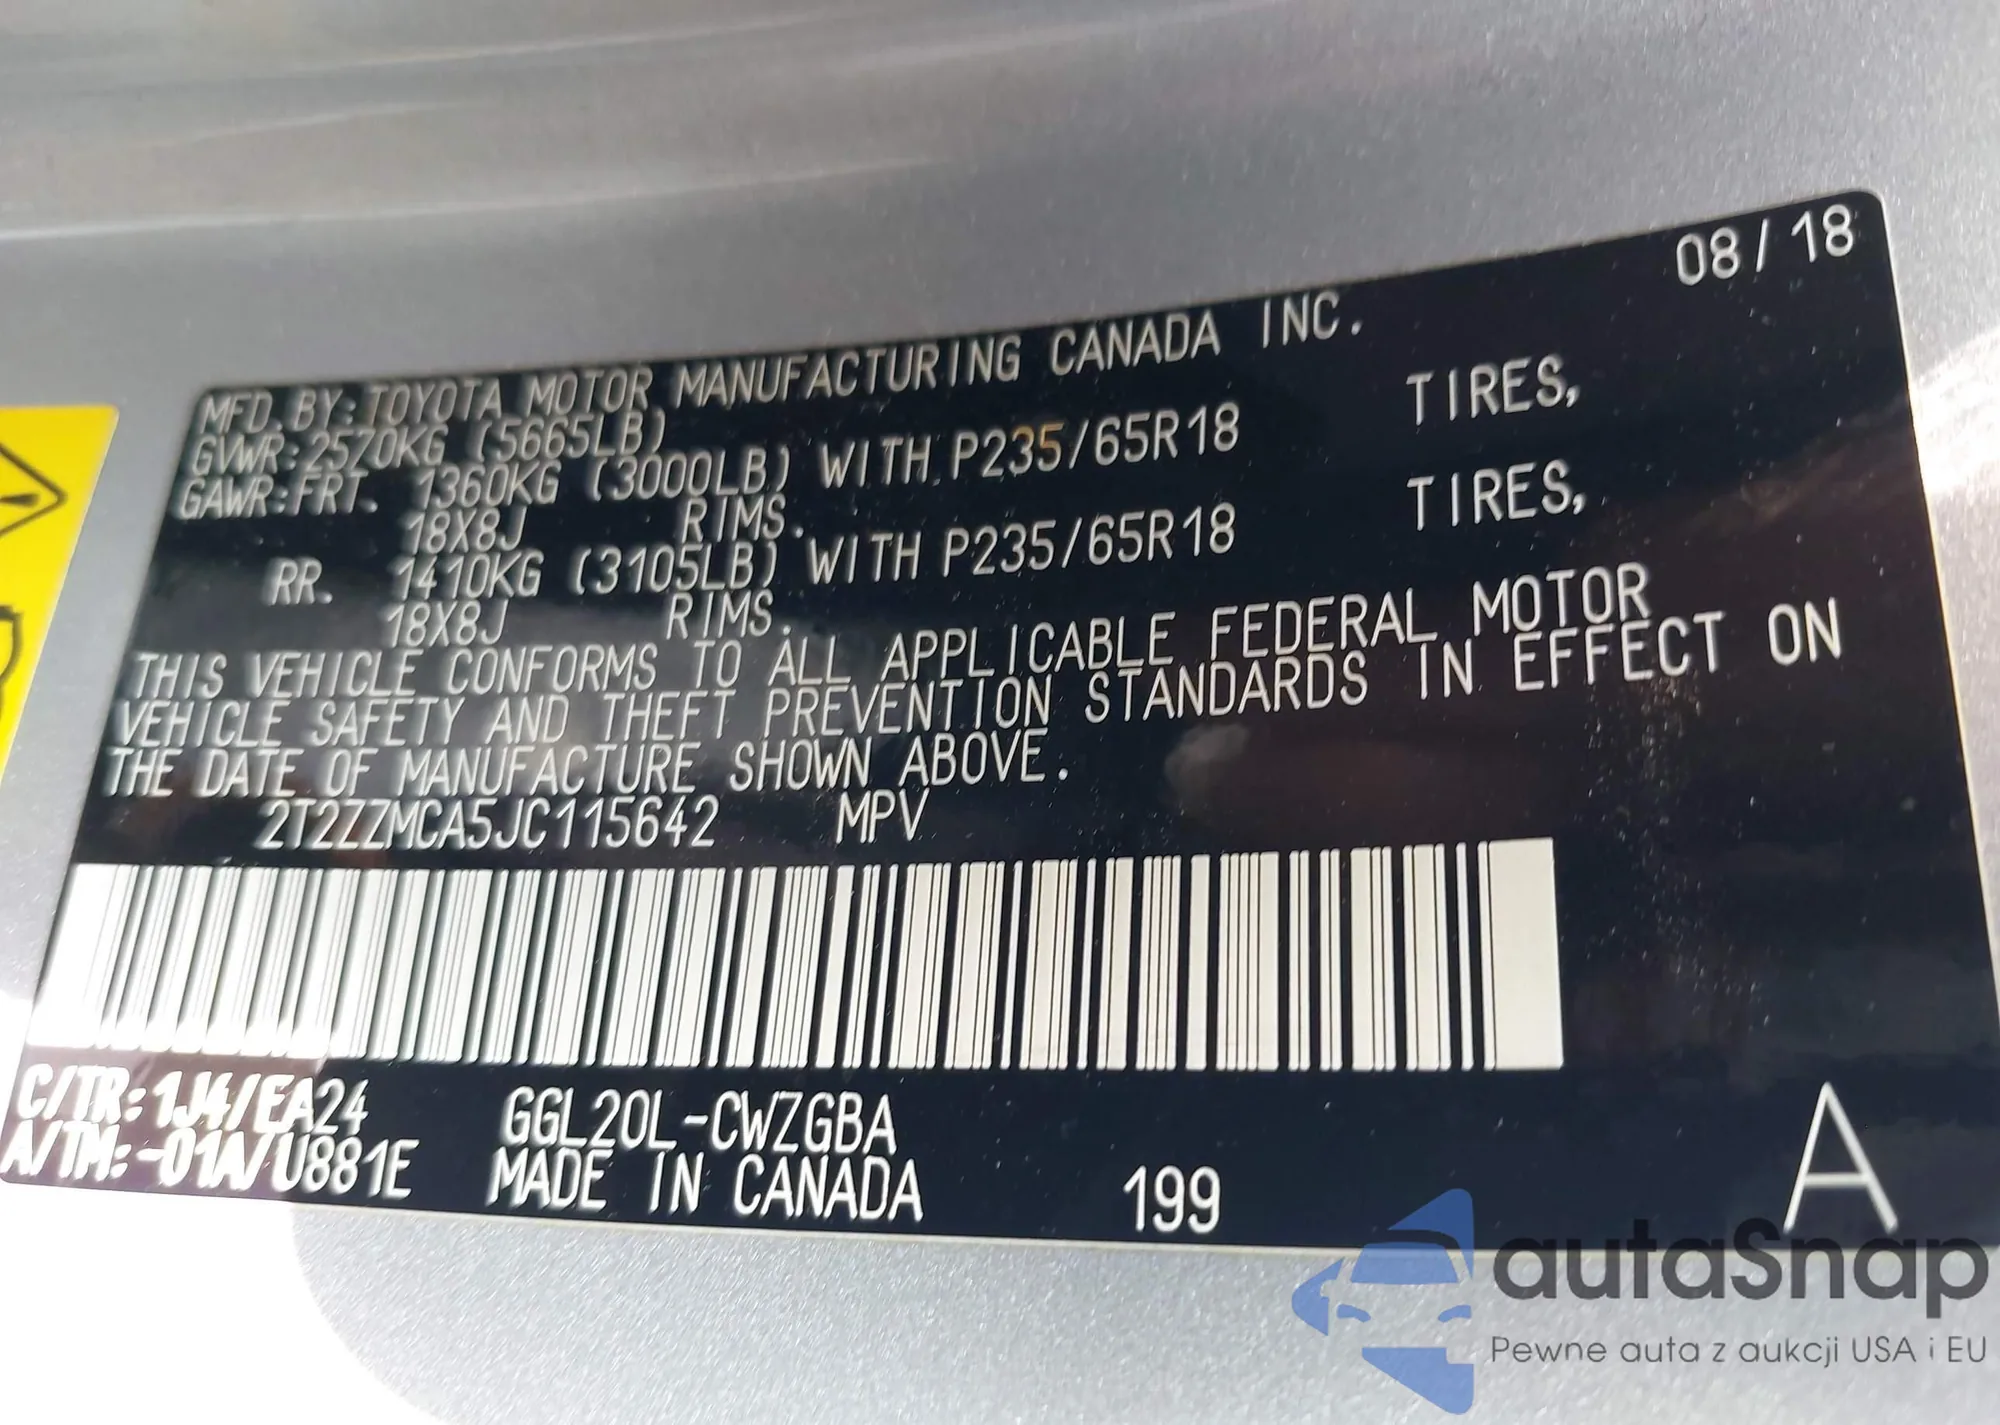 08/18
MFD. BY: TOYOTA MOTOR MANUFACTURING CANADA INC.
GVWR: 2570KG (5665LB)
GAWR: FRT. 1360KG (3000LB) WITH P235/65R18 TIRES,
18X8J RIMS.
RR. 1410KG (3105LB) WITH P235/65R18 TIRES,
18X8J RIMS.
THIS VEHICLE CONFORMS TO ALL APPLICABLE FEDERAL MOTOR
VEHICLE SAFETY AND THEFT PREVENTION STANDARDS IN EFFECT ON
THE DATE OF MANUFACTURE SHOWN ABOVE.
2T2ZZMCA5JC115642 MPV
C/TR: 1J4/EA24 GGL20L-CWZGBA
A/TM: -01A/U881E MADE IN CANADA 199 A
autaSnap
Pewne auta z aukcji USA i EU